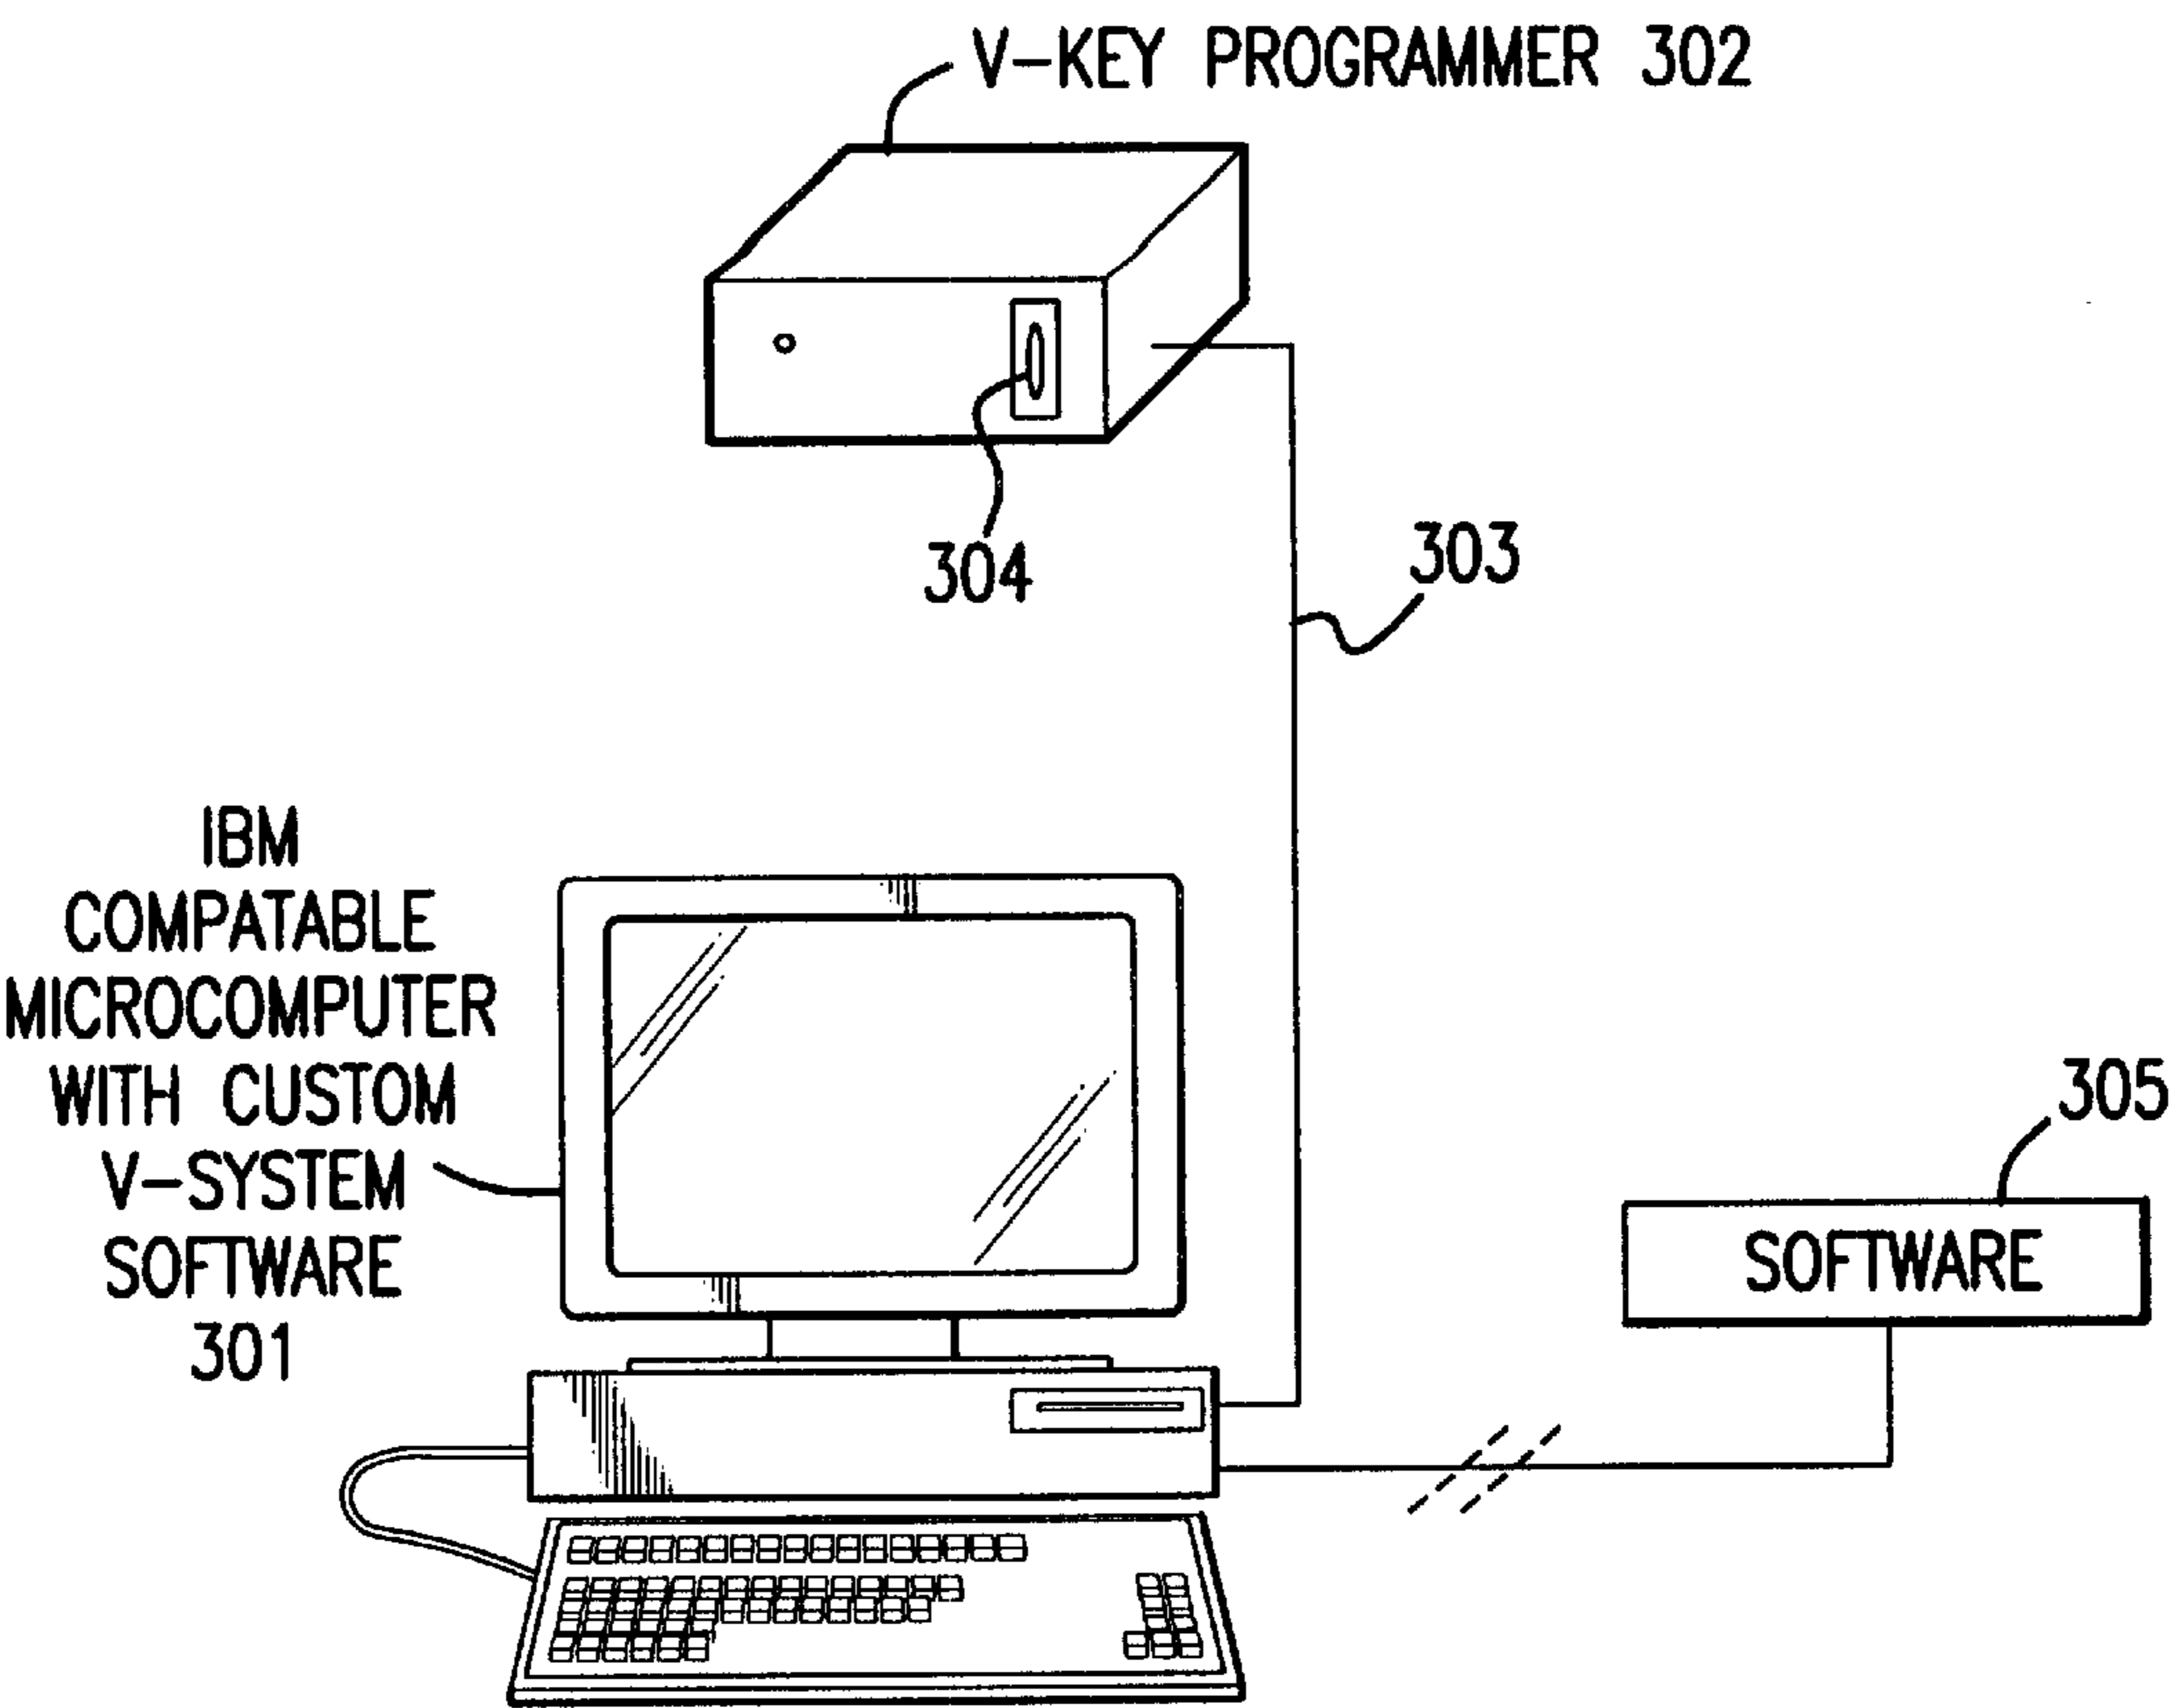 V-KEY PROGRAMMER 302
304
303
IBM
COMPATABLE
MICROCOMPUTER
WITH CUSTOM
V-SYSTEM
SOFTWARE
301
305
SOFTWARE